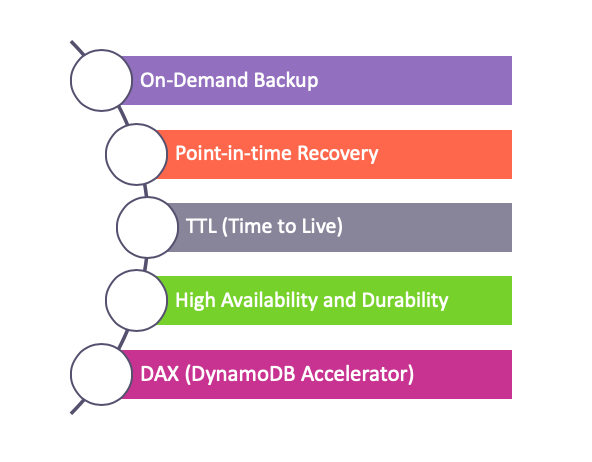 On-Demand Backup
Point-in-time Recovery
TTL (Time to Live)
High Availability and Durability
DAX (DynamoDB Accelerator)